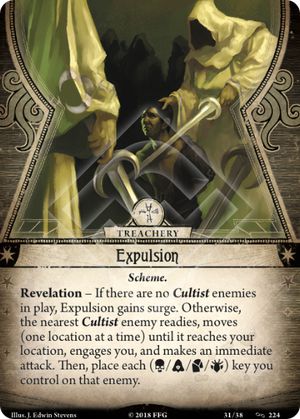 TREACHERY
Expulsion
Scheme.
Revelation – If there are no Cultist enemies
in play, Expulsion gains surge. Otherwise,
the nearest Cultist enemy readies, moves
(one location at a time) until it reaches your
location, engages you, and makes an immediate
attack. Then, place each ( / / / ) key you
control on that enemy.
Illus. J. Edwin Stevens © 2018 FFG 31/38 224